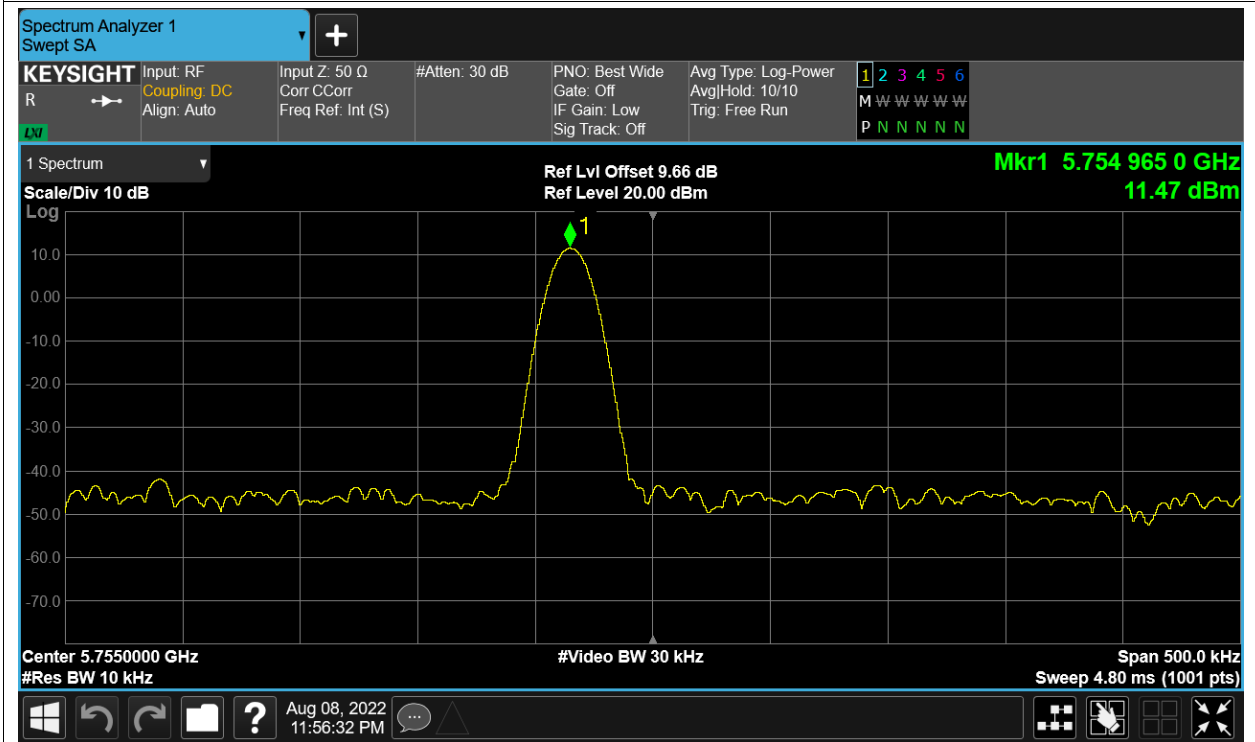 Spectrum Analyzer 1
Swept SA
KEYSIGHT
R
LXI
Input: RF
Coupling: DC
Align: Auto
Input Z: 50 Ω
Corr CCorr
Freq Ref: Int (S)
#Atten: 30 dB
PNO: Best Wide
Gate: Off
IF Gain: Low
Sig Track: Off
Avg Type: Log-Power
Avg|Hold: 10/10
Trig: Free Run
1 2 3 4 5 6
M W W W W W
P N N N N N
1 Spectrum
Scale/Div 10 dB
Ref Lvl Offset 9.66 dB
Ref Level 20.00 dBm
Mkr1 5.754 965 0 GHz
11.47 dBm
Log
1
10.0
0.00
-10.0
-20.0
-30.0
-40.0
-50.0
-60.0
-70.0
Center 5.7550000 GHz
#Res BW 10 kHz
#Video BW 30 kHz
Span 500.0 kHz
Sweep 4.80 ms (1001 pts)
?
Aug 08, 2022
11:56:32 PM